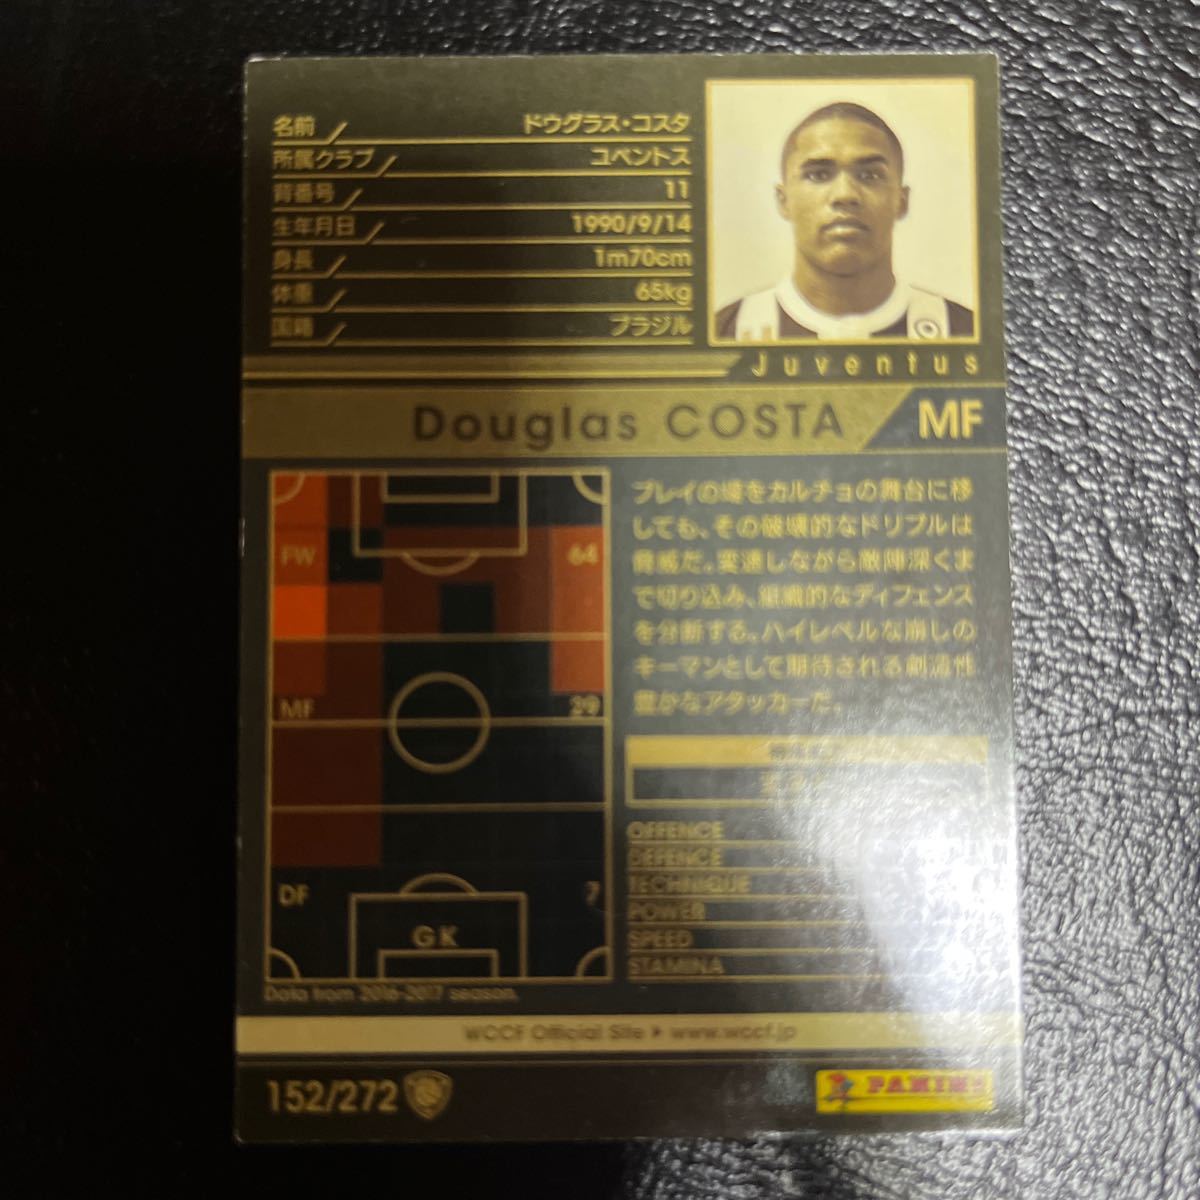 名前 ドウグラス・コスタ
所属クラブ ユベントス
背番号 11
生年月日 1990/9/14
身長 1m70cm
体重 65kg
国籍 ブラジル
Juventus
Douglas COSTA MF
FW 64
MF 29
DF 7
GK
Data from 2016-2017 season.
プレイの場をカルチョの舞台に移
しても、その破壊的なドリブルは
脅威だ。変速しながら敵陣深くま
で切り込み、組織的なディフェンス
を分断する。ハイレベルな崩しの
キーマンとして期待される創造性
豊かなアタッカーだ。
OFFENCE
DEFENCE
TECHNIQUE
POWER
SPEED
STAMINA
WCCF Official Site ▶ www.wccf.jp
152/272
PANINI